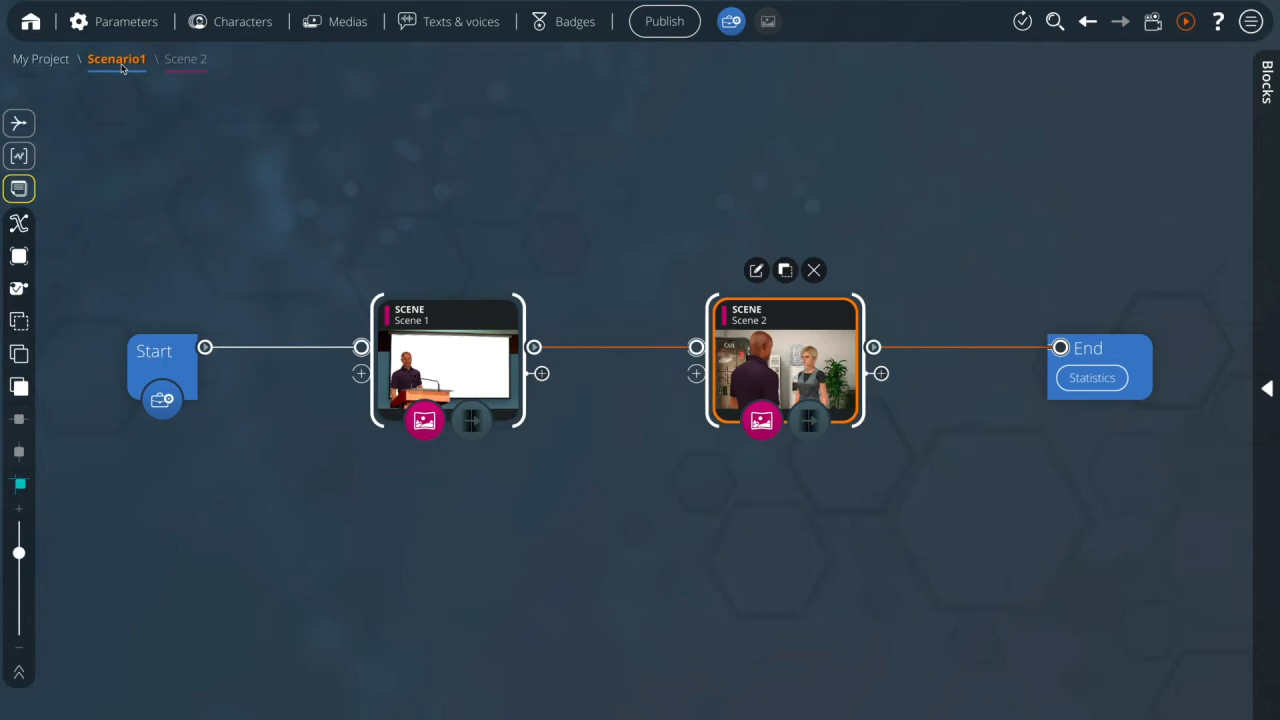 Parameters
Characters
Medias
Texts & voices
Badges
Publish
?
My Project \ Scenario1 \ Scene 2
Blocks
Start
SCENE
Scene 1
SCENE
Scene 2
End
Statistics